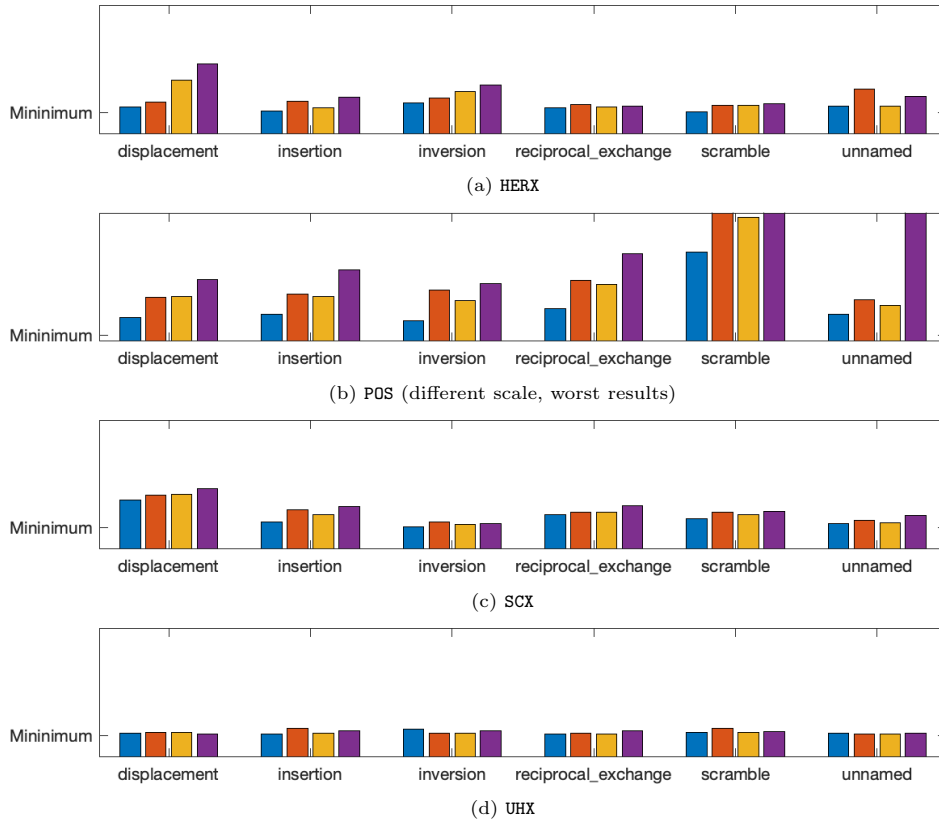 Mininimum
displacement insertion inversion reciprocal_exchange scramble unnamed
(a) HERX
Mininimum
displacement insertion inversion reciprocal_exchange scramble unnamed
(b) POS (different scale, worst results)
Mininimum
displacement insertion inversion reciprocal_exchange scramble unnamed
(c) SCX
Mininimum
displacement insertion inversion reciprocal_exchange scramble unnamed
(d) UHX